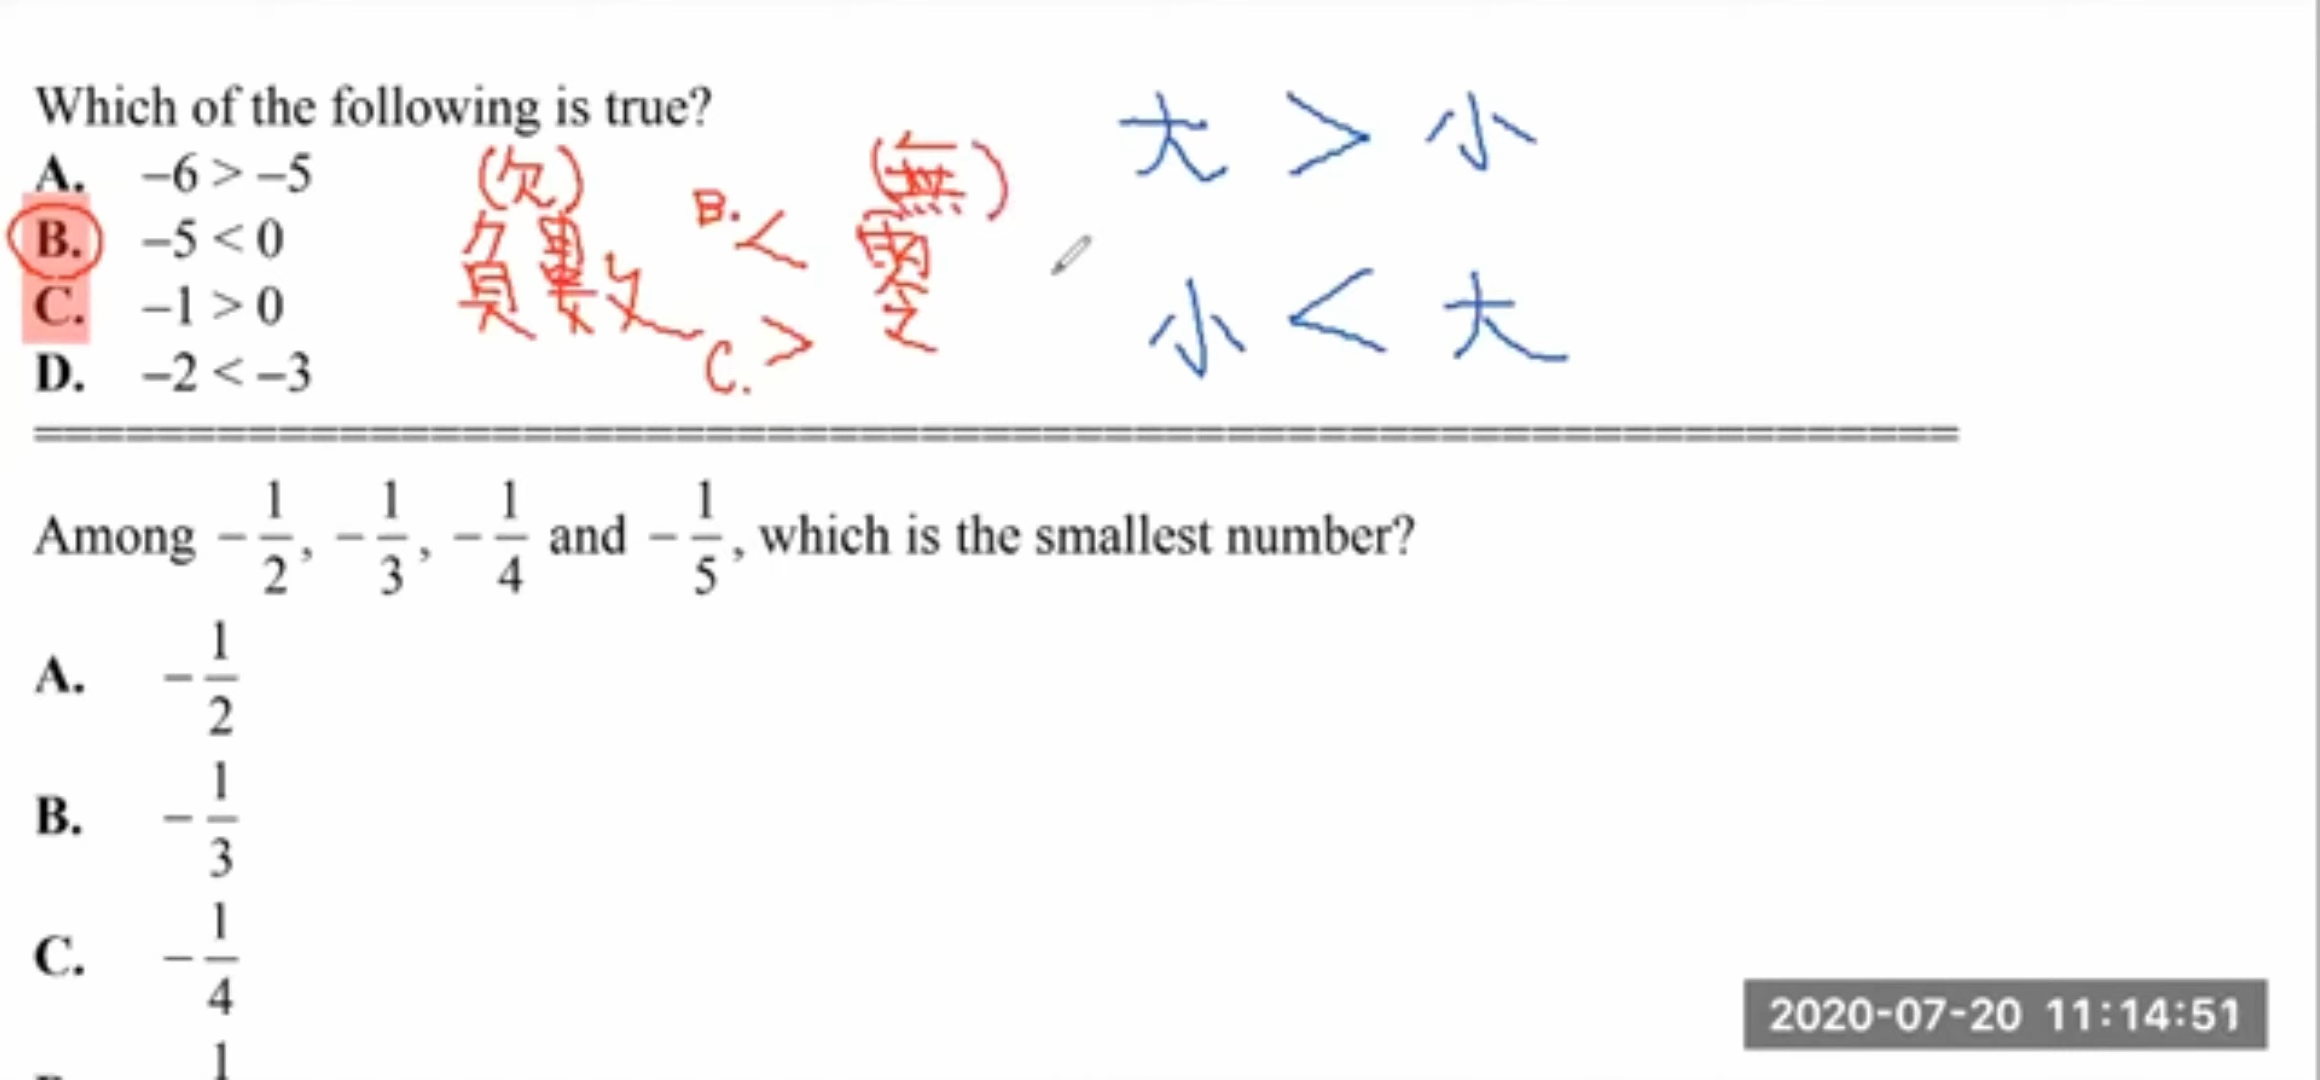 Which of the following is true?
A. –6 > –5
B. –5 < 0
C. –1 > 0
D. –2 < –3
(欠)
負數
B. <
C. >
(無)
零
大 > 小
小 < 大
Among -1/2, -1/3, -1/4 and -1/5, which is the smallest number?
A. -1/2
B. -1/3
C. -1/4
1
2020-07-20 11:14:51